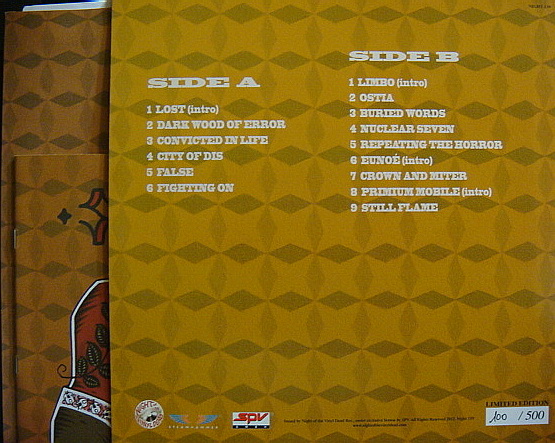 SIDE A
1 LOST (intro)
2 DARK WOOD OF ERROR
3 CONVICTED IN LIFE
4 CITY OF DIS
5 FALSE
6 FIGHTING ON
SIDE B
1 LIMBO (intro)
2 OSTIA
3 BURIED WORDS
4 NUCLEAR SEVEN
5 REPEATING THE HORROR
6 EUNOÉ (intro)
7 CROWN AND MITER
8 PRIMIUM MOBILE (intro)
9 STILL FLAME
SPV
LIMITED EDITION
100 / 500